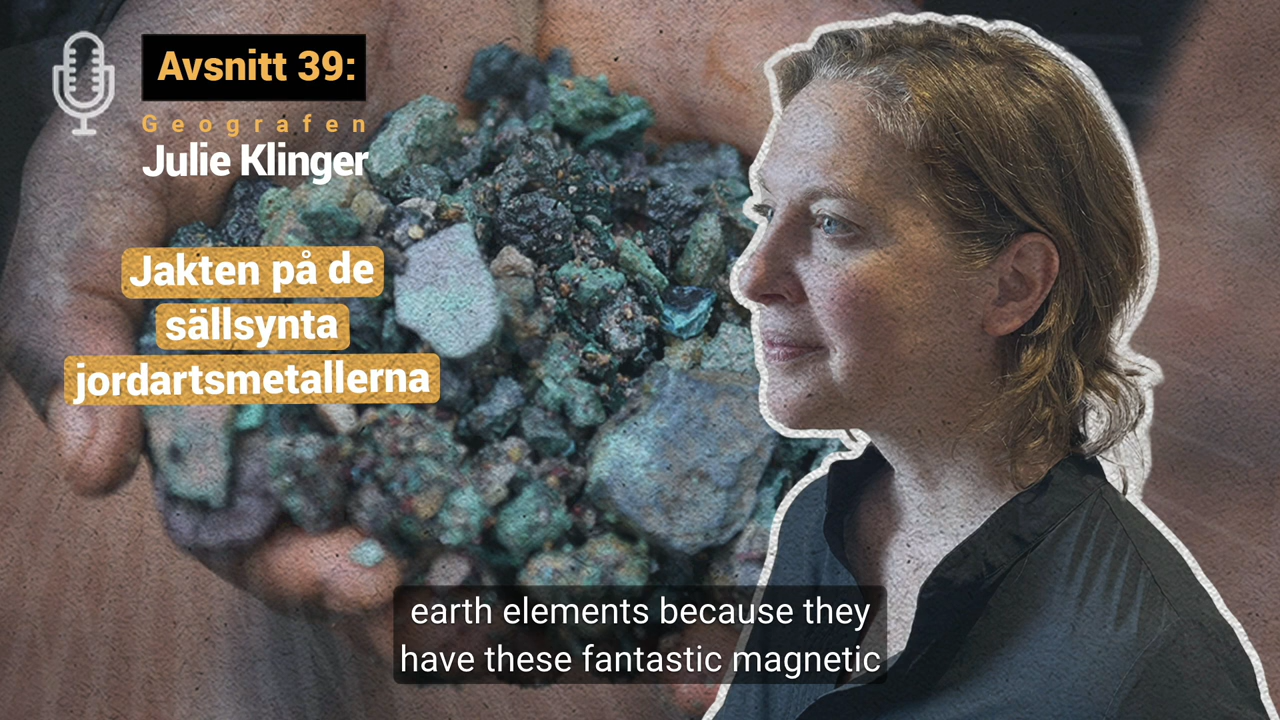 Avsnitt 39:
Geografen
Julie Klinger
Jakten på de
sällsynta
jordartsmetallerna
earth elements because they
have these fantastic magnetic